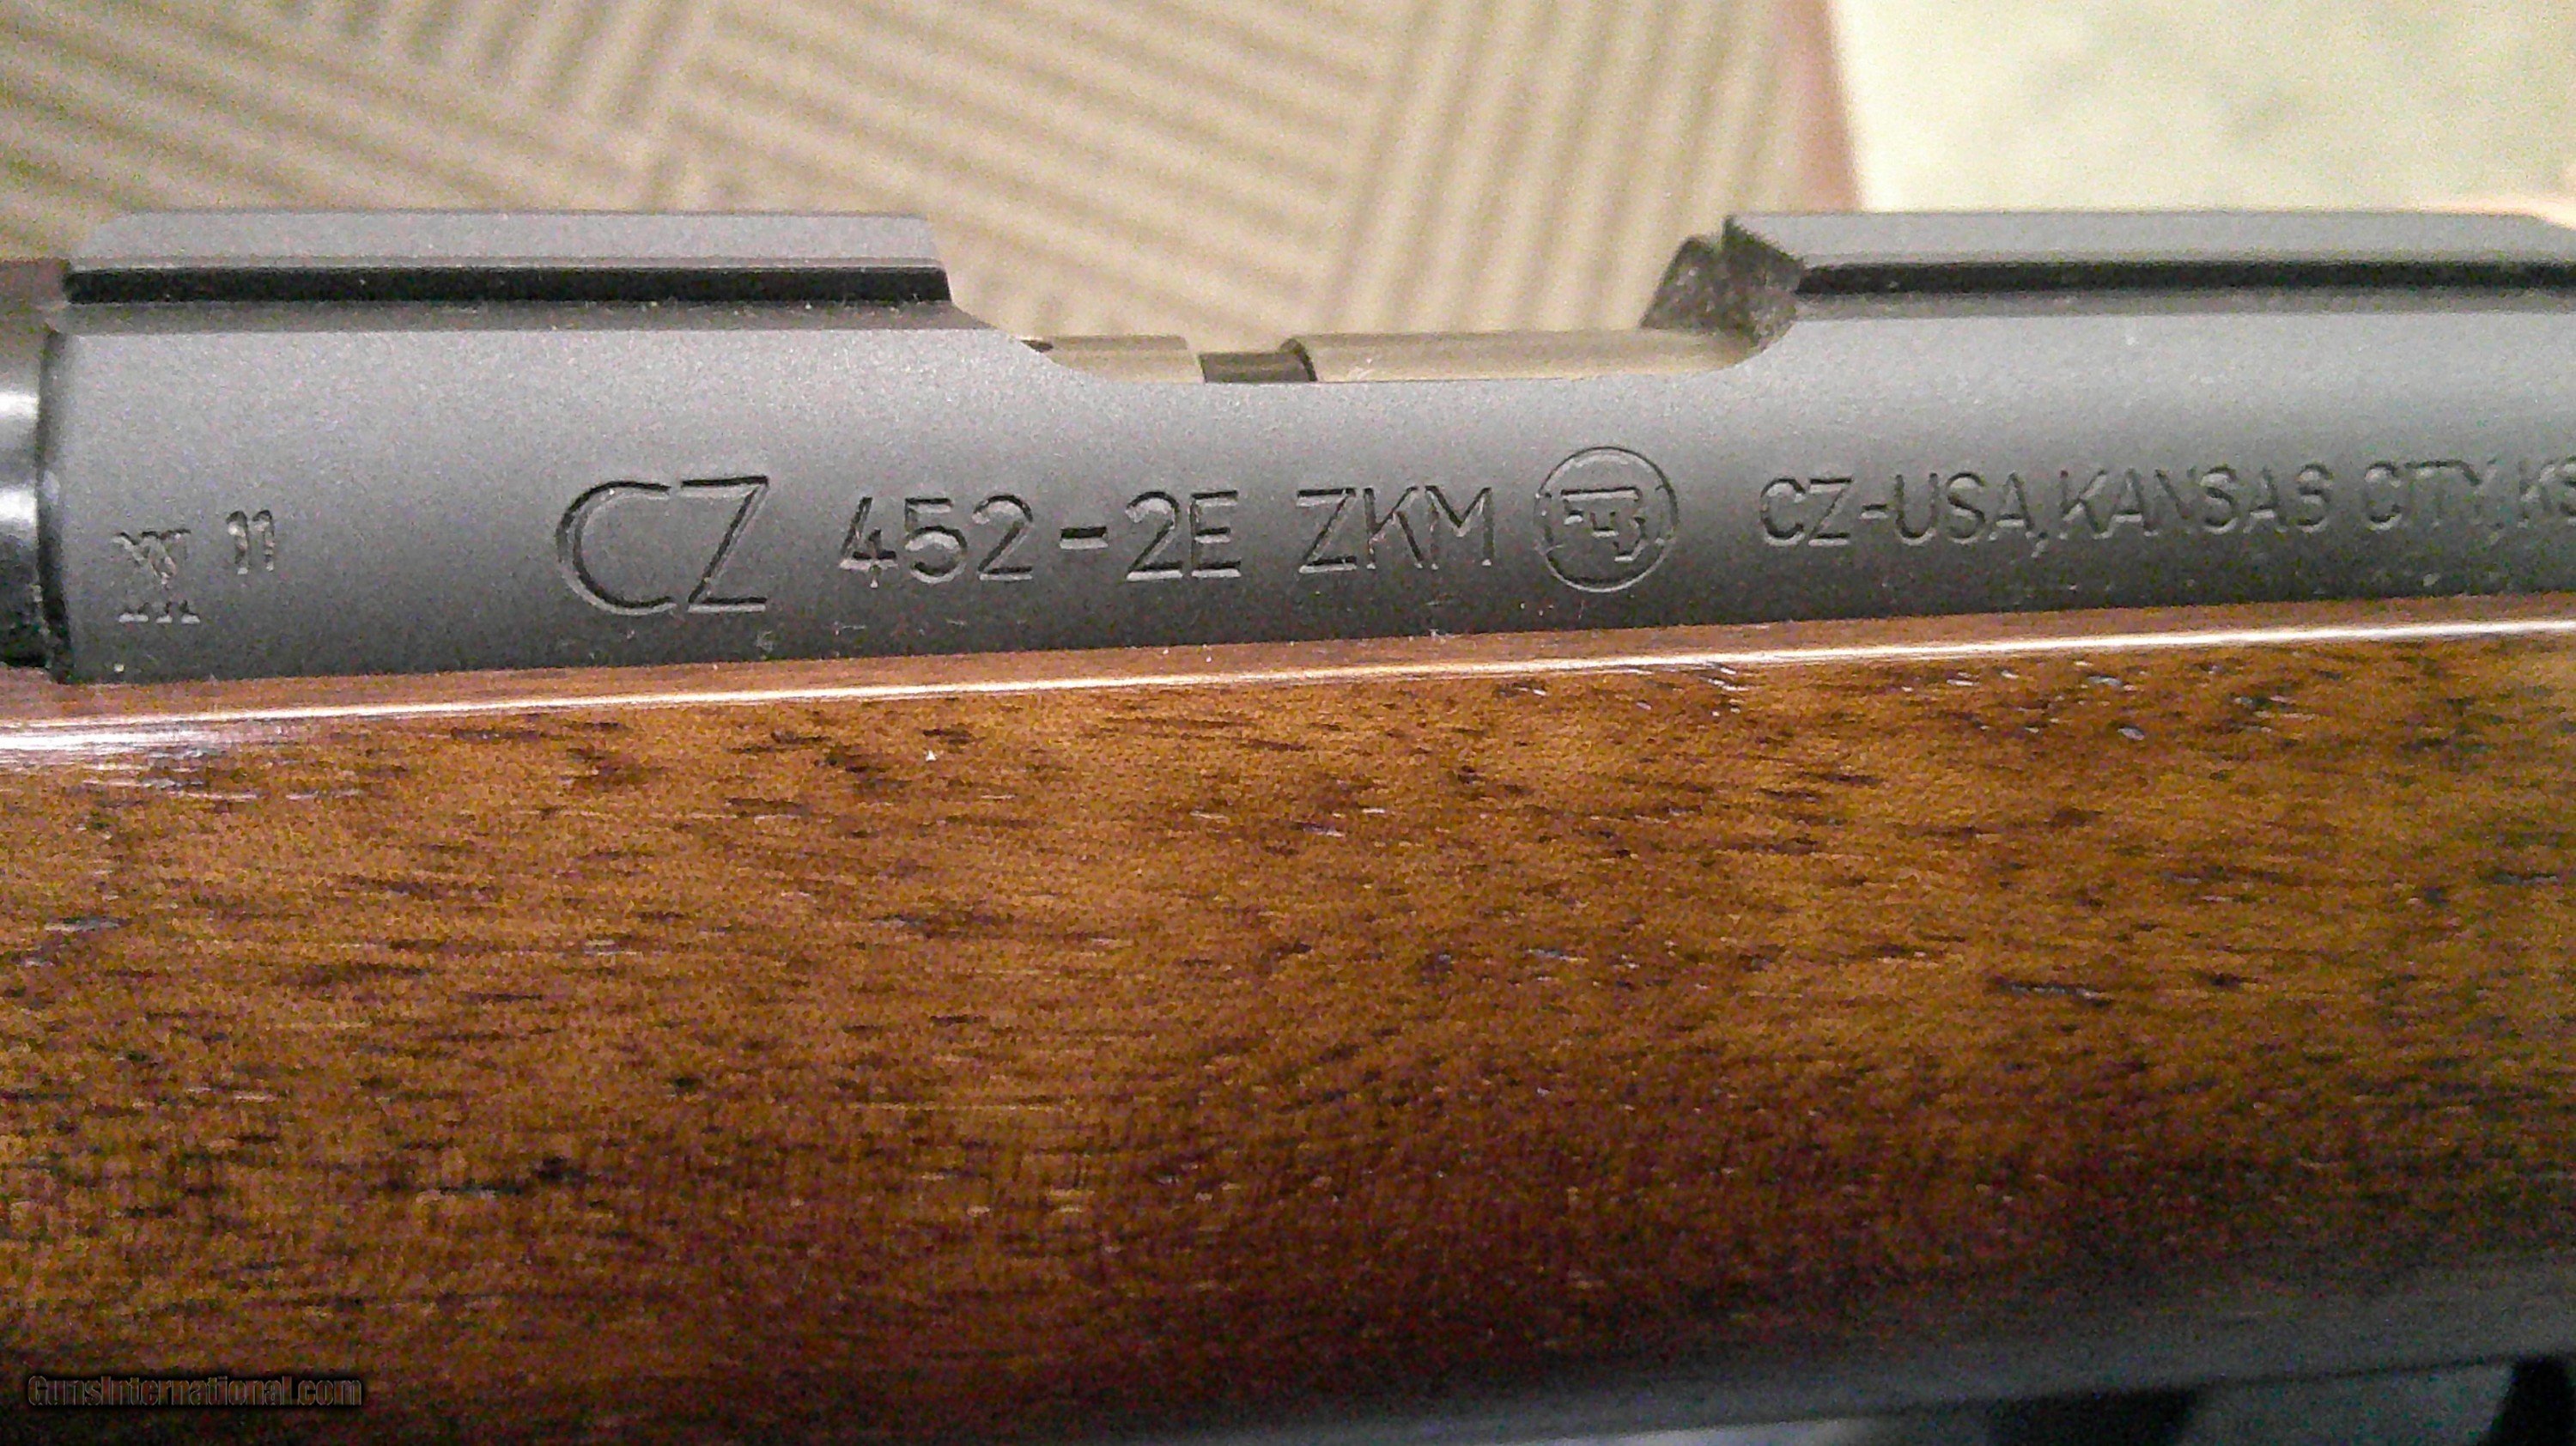 11 CZ 452-2E ZKM CZ-USA, KANSAS CITY, KS
GunsInternational.com